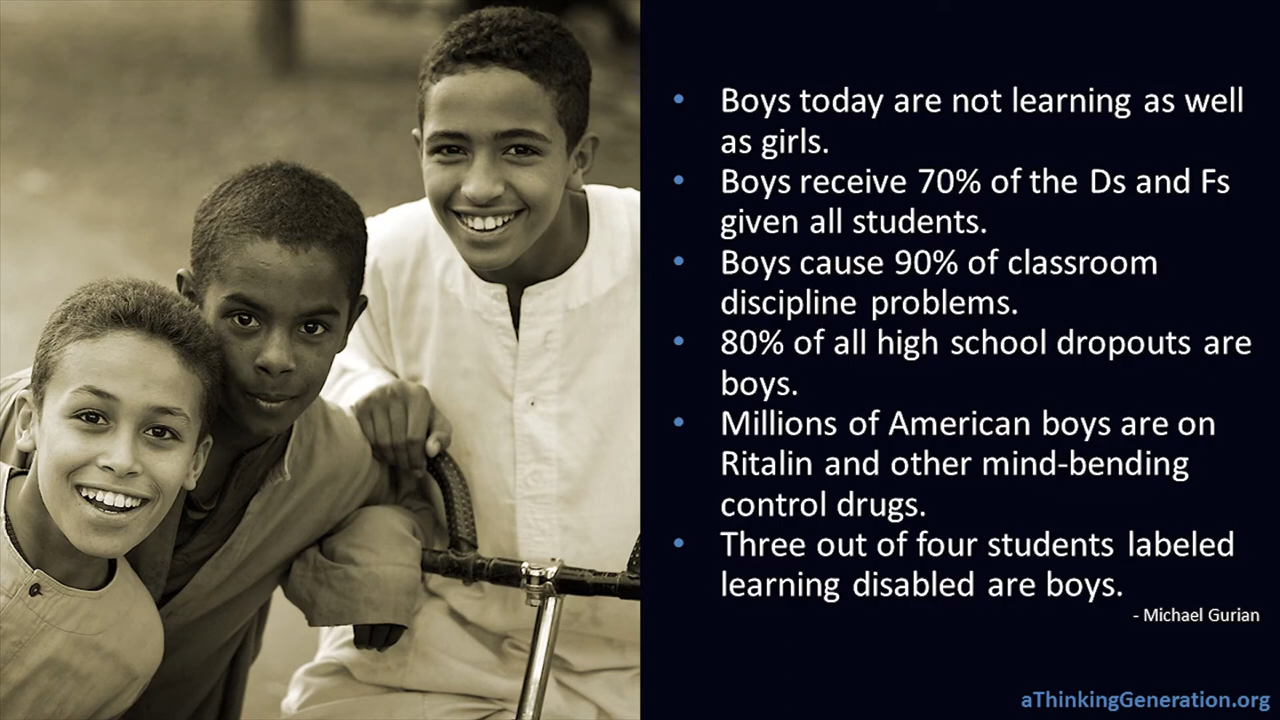 • Boys today are not learning as well
as girls.
• Boys receive 70% of the Ds and Fs
given all students.
• Boys cause 90% of classroom
discipline problems.
• 80% of all high school dropouts are
boys.
• Millions of American boys are on
Ritalin and other mind-bending
control drugs.
• Three out of four students labeled
learning disabled are boys.
- Michael Gurian
aThinkingGeneration.org